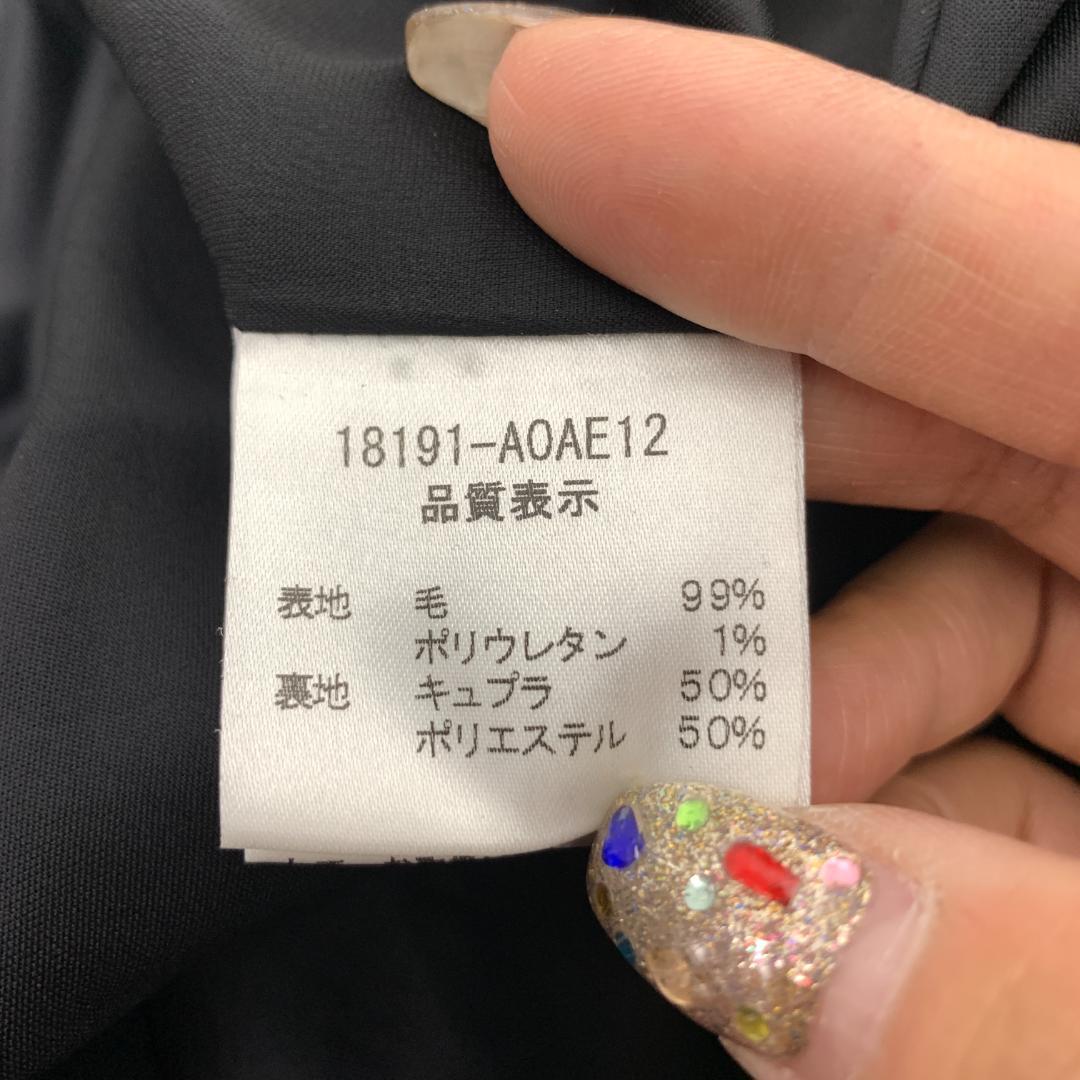 18191-A0AE12
品質表示
表地 毛 99%
ポリウレタン 1%
裏地 キュプラ 50%
ポリエステル 50%